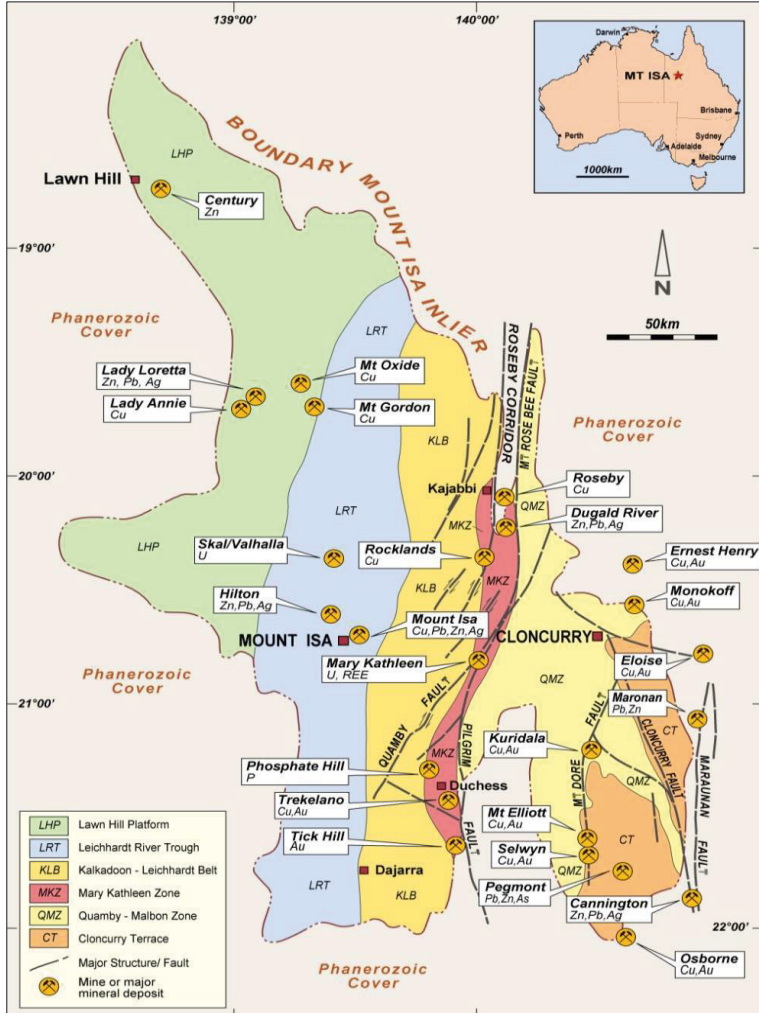 139°00'
140°00'
Darwin
MT ISA
Brisbane
Perth
Sydney
Adelaide
Melbourne
1000km
BOUNDARY MOUNT ISA INLIER
LHP
Lawn Hill
Century
Zn
19°00'
19°00'
N
50km
Phanerozoic
Cover
LRT
ROSEBY CORRIDOR
MT ROSE BEE FAULT
Lady Loretta
Zn, Pb, Ag
Mt Oxide
Cu
Lady Annie
Cu
Mt Gordon
Cu
Phanerozoic
Cover
KLB
20°00'
20°00'
Kajabbi
Roseby
Cu
QMZ
MKZ
Dugald River
Zn,Pb,Ag
LRT
LHP
Skal/Valhalla
U
Rocklands
Cu
Ernest Henry
Cu,Au
KLB
MKZ
Hilton
Zn,Pb,Ag
Monokoff
Cu,Au
Mount Isa
Cu,Pb,Zn,Ag
MOUNT ISA
CLONCURRY
Mary Kathleen
U, REE
Eloise
Cu,Au
Phanerozoic
Cover
QMZ
Maronan
Pb,Zn
21°00'
21°00'
QUAMBY FAULT
PILGRIM FAULT
CT
CLONCURRY FAULT
MARAUNAN FAULT
Kuridala
Cu,Au
MKZ
Phosphate Hill
P
Duchess
MT DORE FAULT
QMZ
Trekelano
Cu,Au
Mt Elliott
Cu,Au
Tick Hill
Au
CT
Selwyn
Cu,Au
QMZ
Dajarra
LRT
KLB
Pegmont
Pb,Zn,As
Cannington
Zn,Pb,Ag
22°00'
Osborne
Cu,Au
Phanerozoic
Cover
LHP Lawn Hill Platform
LRT Leichhardt River Trough
KLB Kalkadoon - Leichhardt Belt
MKZ Mary Kathleen Zone
QMZ Quamby - Malbon Zone
CT Cloncurry Terrace
Major Structure/ Fault
Mine or major
mineral deposit